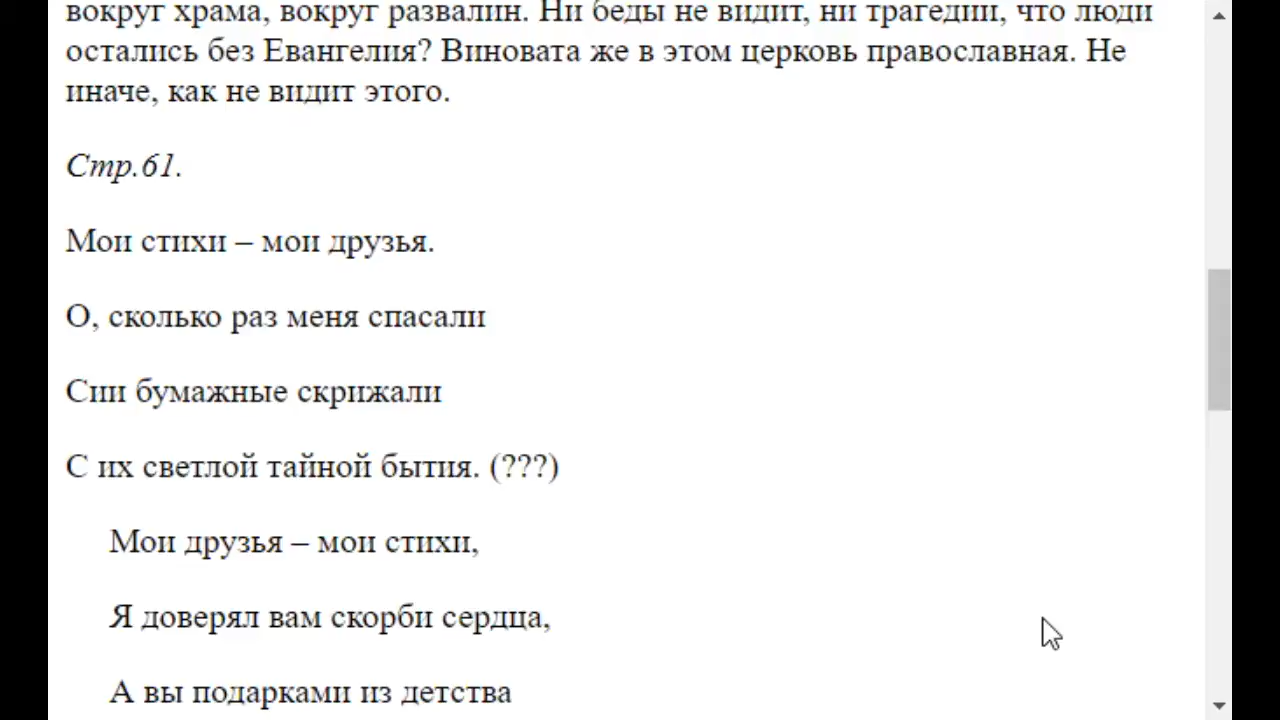 вокруг храма, вокруг развалин. Ни беды не видит, ни трагедии, что люди
остались без Евангелия? Виновата же в этом церковь православная. Не
иначе, как не видит этого.
Стр.61.
Мои стихи – мои друзья.
О, сколько раз меня спасали
Сии бумажные скрижали
С их светлой тайной бытия. (???)
Мои друзья – мои стихи,
Я доверял вам скорби сердца,
А вы подарками из детства